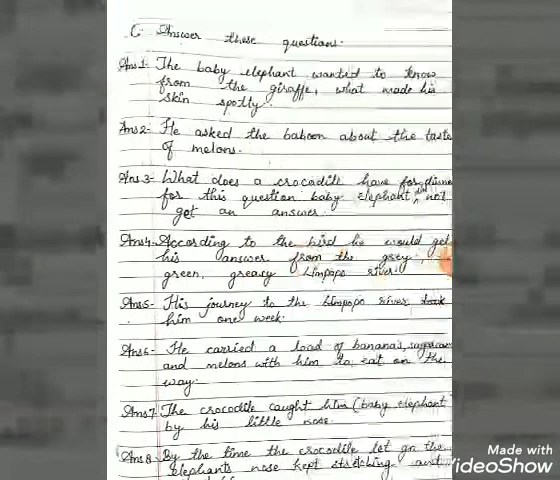 C. Answer these questions.
Ans1- The baby elephant wanted to know
from the giraffe, what made his
skin spotty.
Ans2- He asked the baboon about the taste
of melons.
Ans3- What does a crocodile have for dinner
for this question baby elephant did not
get an answer.
Ans4- According to the bird he would get
his answer from the grey,
green, greasy limpopo river.
Ans5- His journey to the limpopo river took
him one week.
Ans6- He carried a load of banana's, sugarcane
and melons with him to eat on the
way.
Ans7- The crocodile caught him (baby elephant
by his little nose.
Ans8- By the time the crocodile let go the
elephants nose kept stretching and
Made with
VideoShow